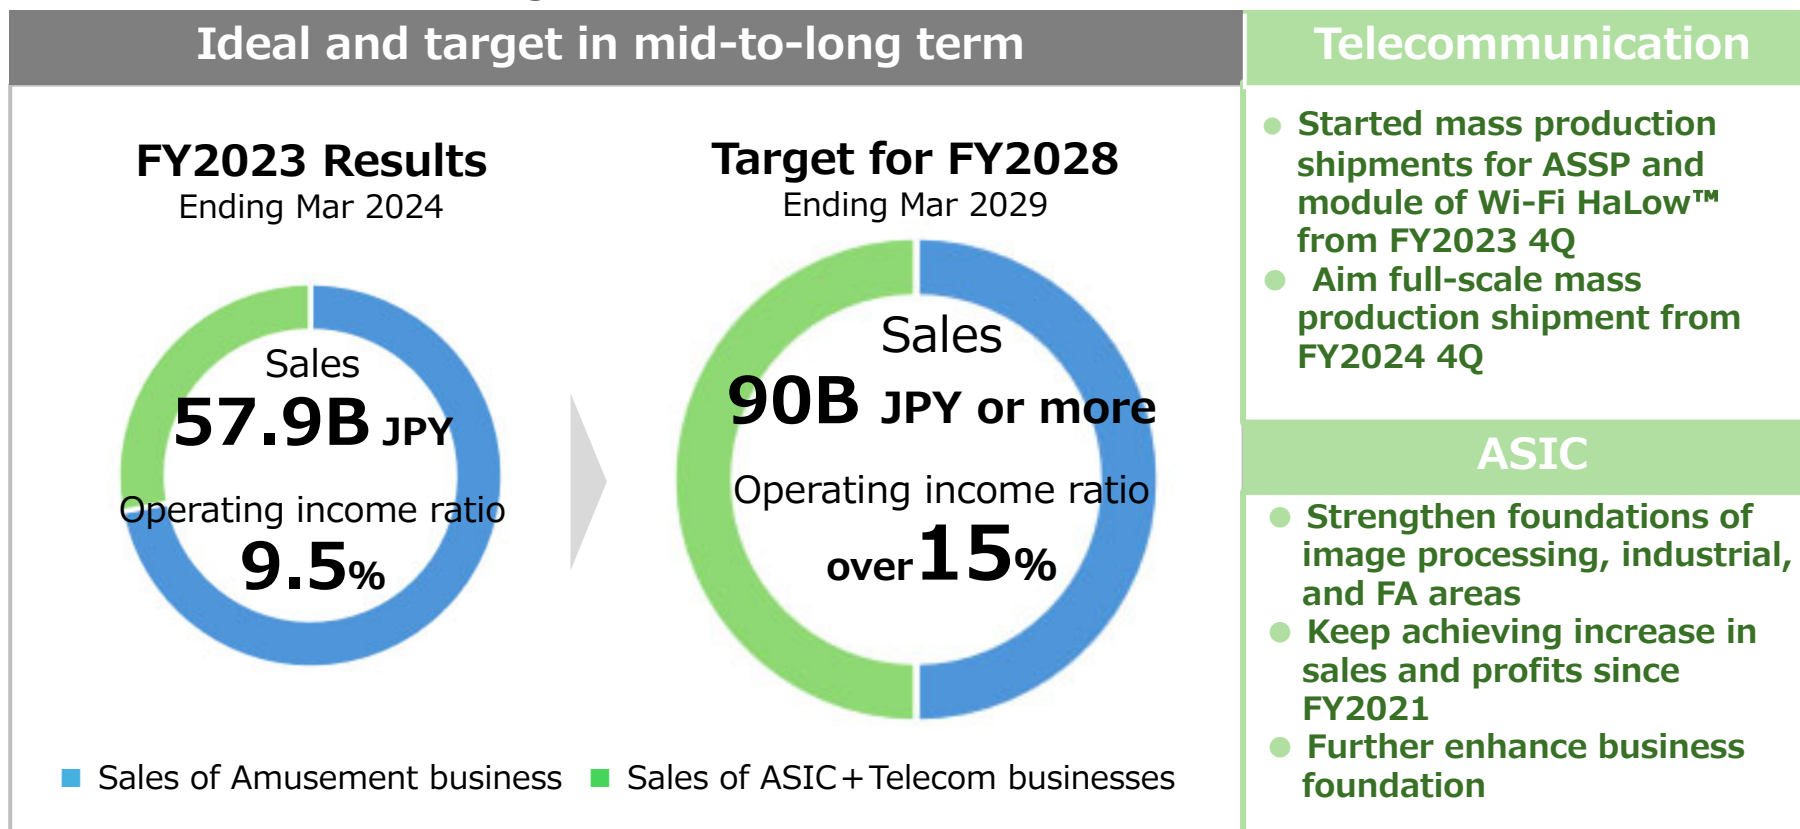 Ideal and target in mid-to-long term
FY2023 Results
Ending Mar 2024
Sales
57.9B JPY
Operating income ratio
9.5%
Target for FY2028
Ending Mar 2029
Sales
90B JPY or more
Operating income ratio
over 15%
■ Sales of Amusement business ■ Sales of ASIC+Telecom businesses
Telecommunication
● Started mass production
shipments for ASSP and
module of Wi-Fi HaLow™
from FY2023 4Q
● Aim full-scale mass
production shipment from
FY2024 4Q
ASIC
● Strengthen foundations of
image processing, industrial,
and FA areas
● Keep achieving increase in
sales and profits since
FY2021
● Further enhance business
foundation